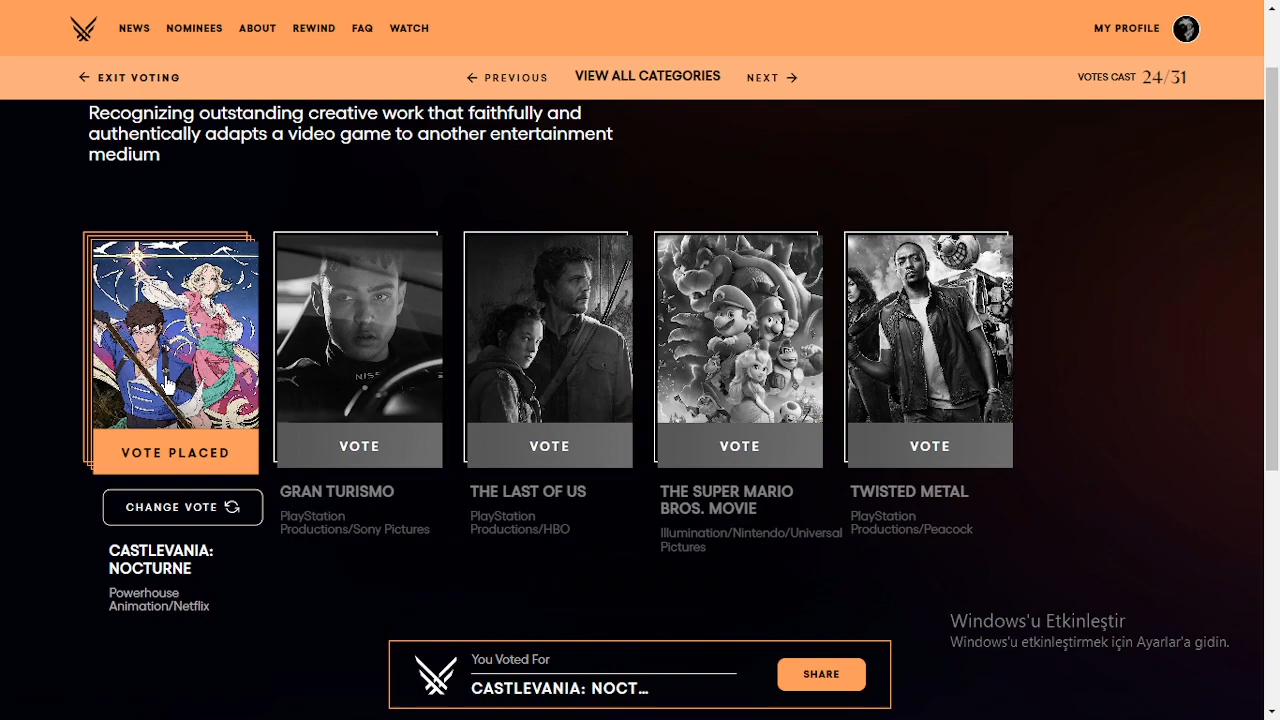 NEWS NOMINEES ABOUT REWIND FAQ WATCH MY PROFILE
EXIT VOTING PREVIOUS VIEW ALL CATEGORIES NEXT VOTES CAST 24/31
Recognizing outstanding creative work that faithfully and
authentically adapts a video game to another entertainment
medium
NISS
VOTE PLACED VOTE VOTE VOTE VOTE
CHANGE VOTE
CASTLEVANIA:
NOCTURNE
Powerhouse
Animation/Netflix
GRAN TURISMO
PlayStation
Productions/Sony Pictures
THE LAST OF US
PlayStation
Productions/HBO
THE SUPER MARIO
BROS. MOVIE
Illumination/Nintendo/Universal
Pictures
TWISTED METAL
PlayStation
Productions/Peacock
Windows'u Etkinleştir
Windows'u etkinleştirmek için Ayarlar'a gidin.
You Voted For
CASTLEVANIA: NOCT...
SHARE